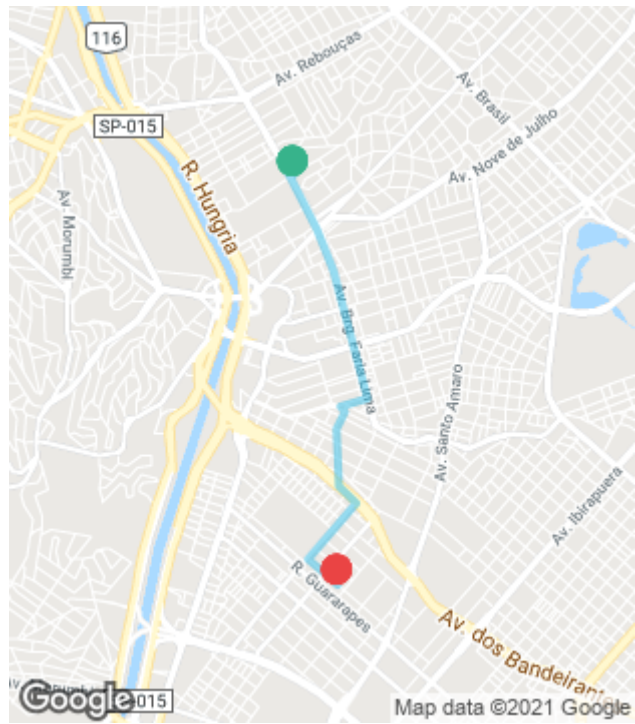 116
Av. Rebouças
Av. Brasil
SP-015
Av. Nove de Julho
R. Hungria
Av. Morumbi
Av. Brg. Faria Lima
Av. Santo Amaro
Av. Ibirapuera
R. Guararapes
Av. dos Bandeirante
Google
-015
Map data ©2021 Google